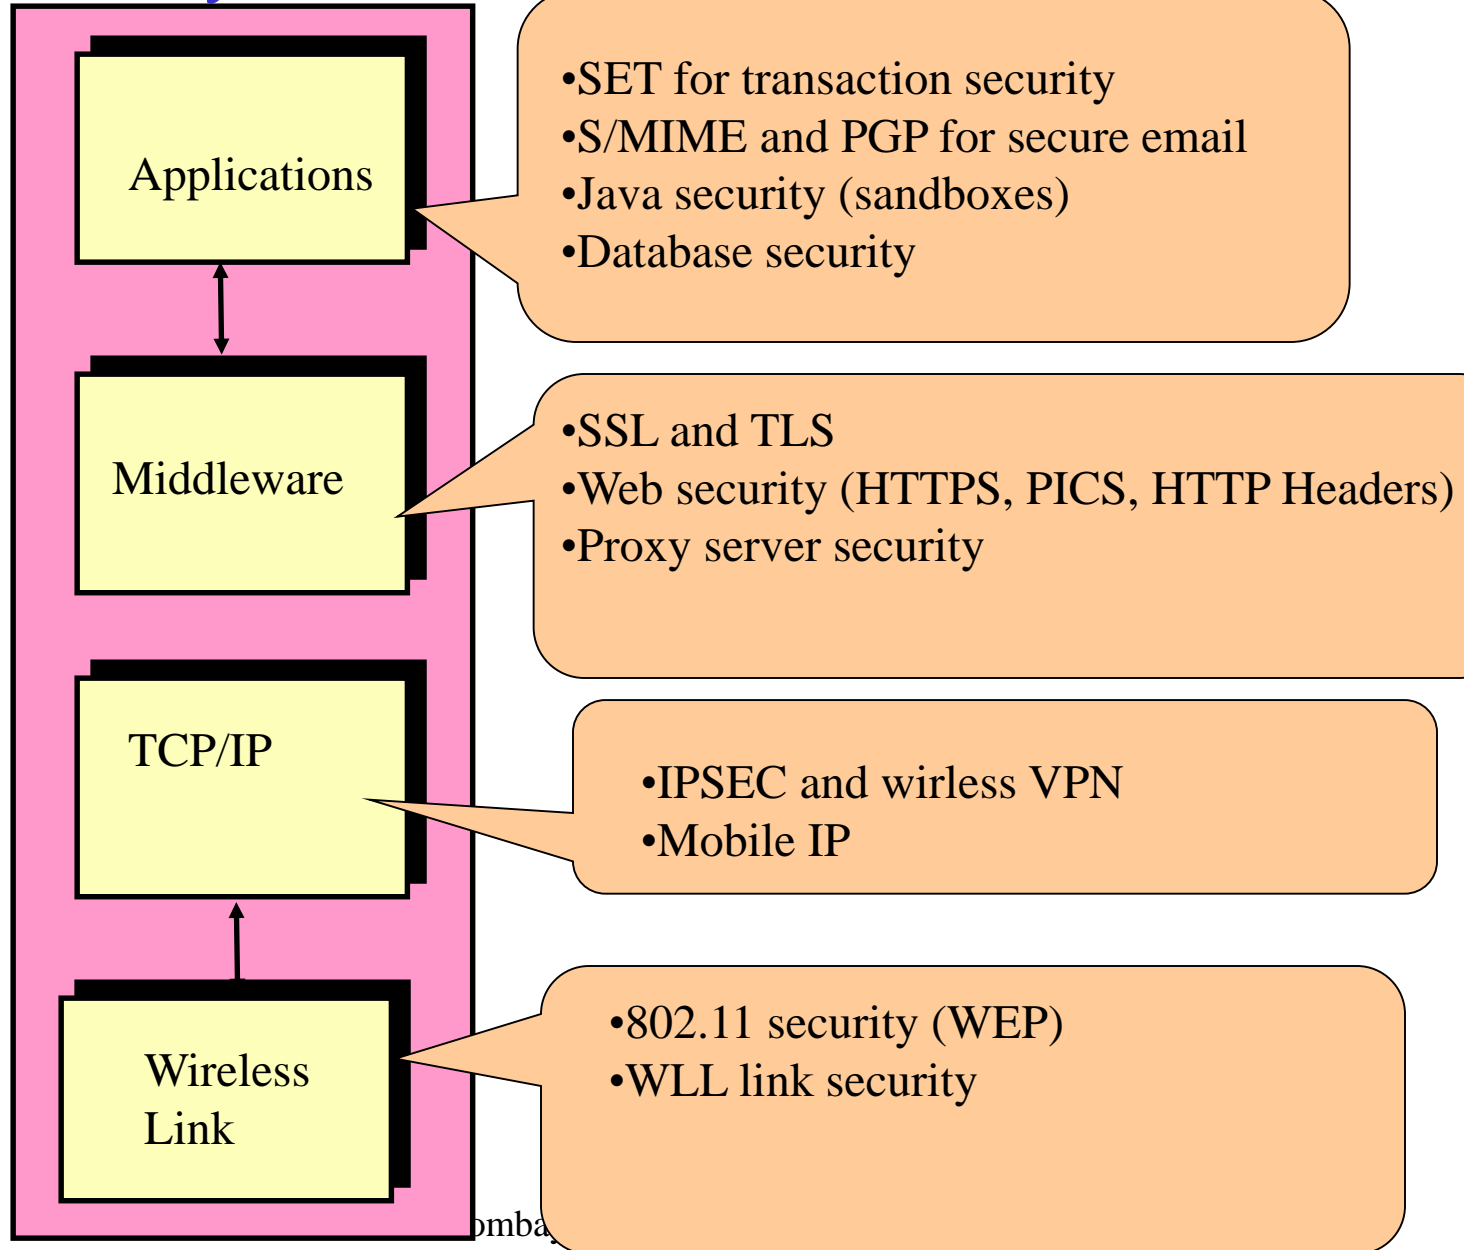 Applications
•SET for transaction security
•S/MIME and PGP for secure email
•Java security (sandboxes)
•Database security
Middleware
•SSL and TLS
•Web security (HTTPS, PICS, HTTP Headers)
•Proxy server security
TCP/IP
•IPSEC and wirless VPN
•Mobile IP
Wireless
Link
•802.11 security (WEP)
•WLL link security